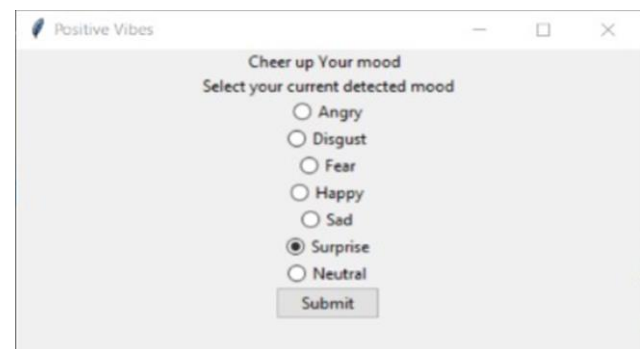 Positive Vibes
Cheer up Your mood
Select your current detected mood
Angry
Disgust
Fear
Happy
Sad
Surprise
Neutral
Submit